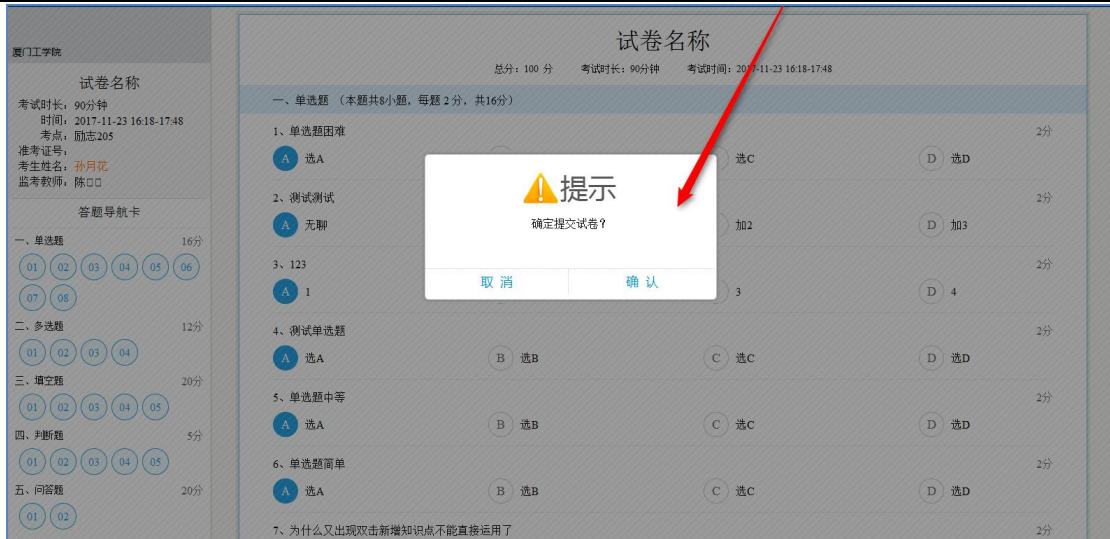 厦门工学院
试卷名称
考试时长：90分钟
时间：2017-11-23 16:18-17:48
考点：励志205
准考证号：
考生姓名：孙月花
监考教师：陈□□
答题导航卡
一、单选题 16分
01 02 03 04 05 06
07 08
二、多选题 12分
01 02 03 04
三、填空题 20分
01 02 03 04 05
四、判断题 5分
01 02 03 04 05
五、问答题 20分
01 02
试卷名称
总分：100 分 考试时长：90分钟 考试时间：2017-11-23 16:18-17:48
一、单选题 （本题共8小题，每题 2 分，共16分）
1、单选题困难 2分
A 选A 选C D 选D
2、测试测试 2分
A 无聊 加2 D 加3
3、123 2分
A 1 3 D 4
提示
确定提交试卷？
取 消 确 认
4、测试单选题 2分
A 选A B 选B C 选C D 选D
5、单选题中等 2分
A 选A B 选B C 选C D 选D
6、单选题简单 2分
A 选A B 选B C 选C D 选D
7、为什么又出现双击新增知识点不能直接运用了 2分